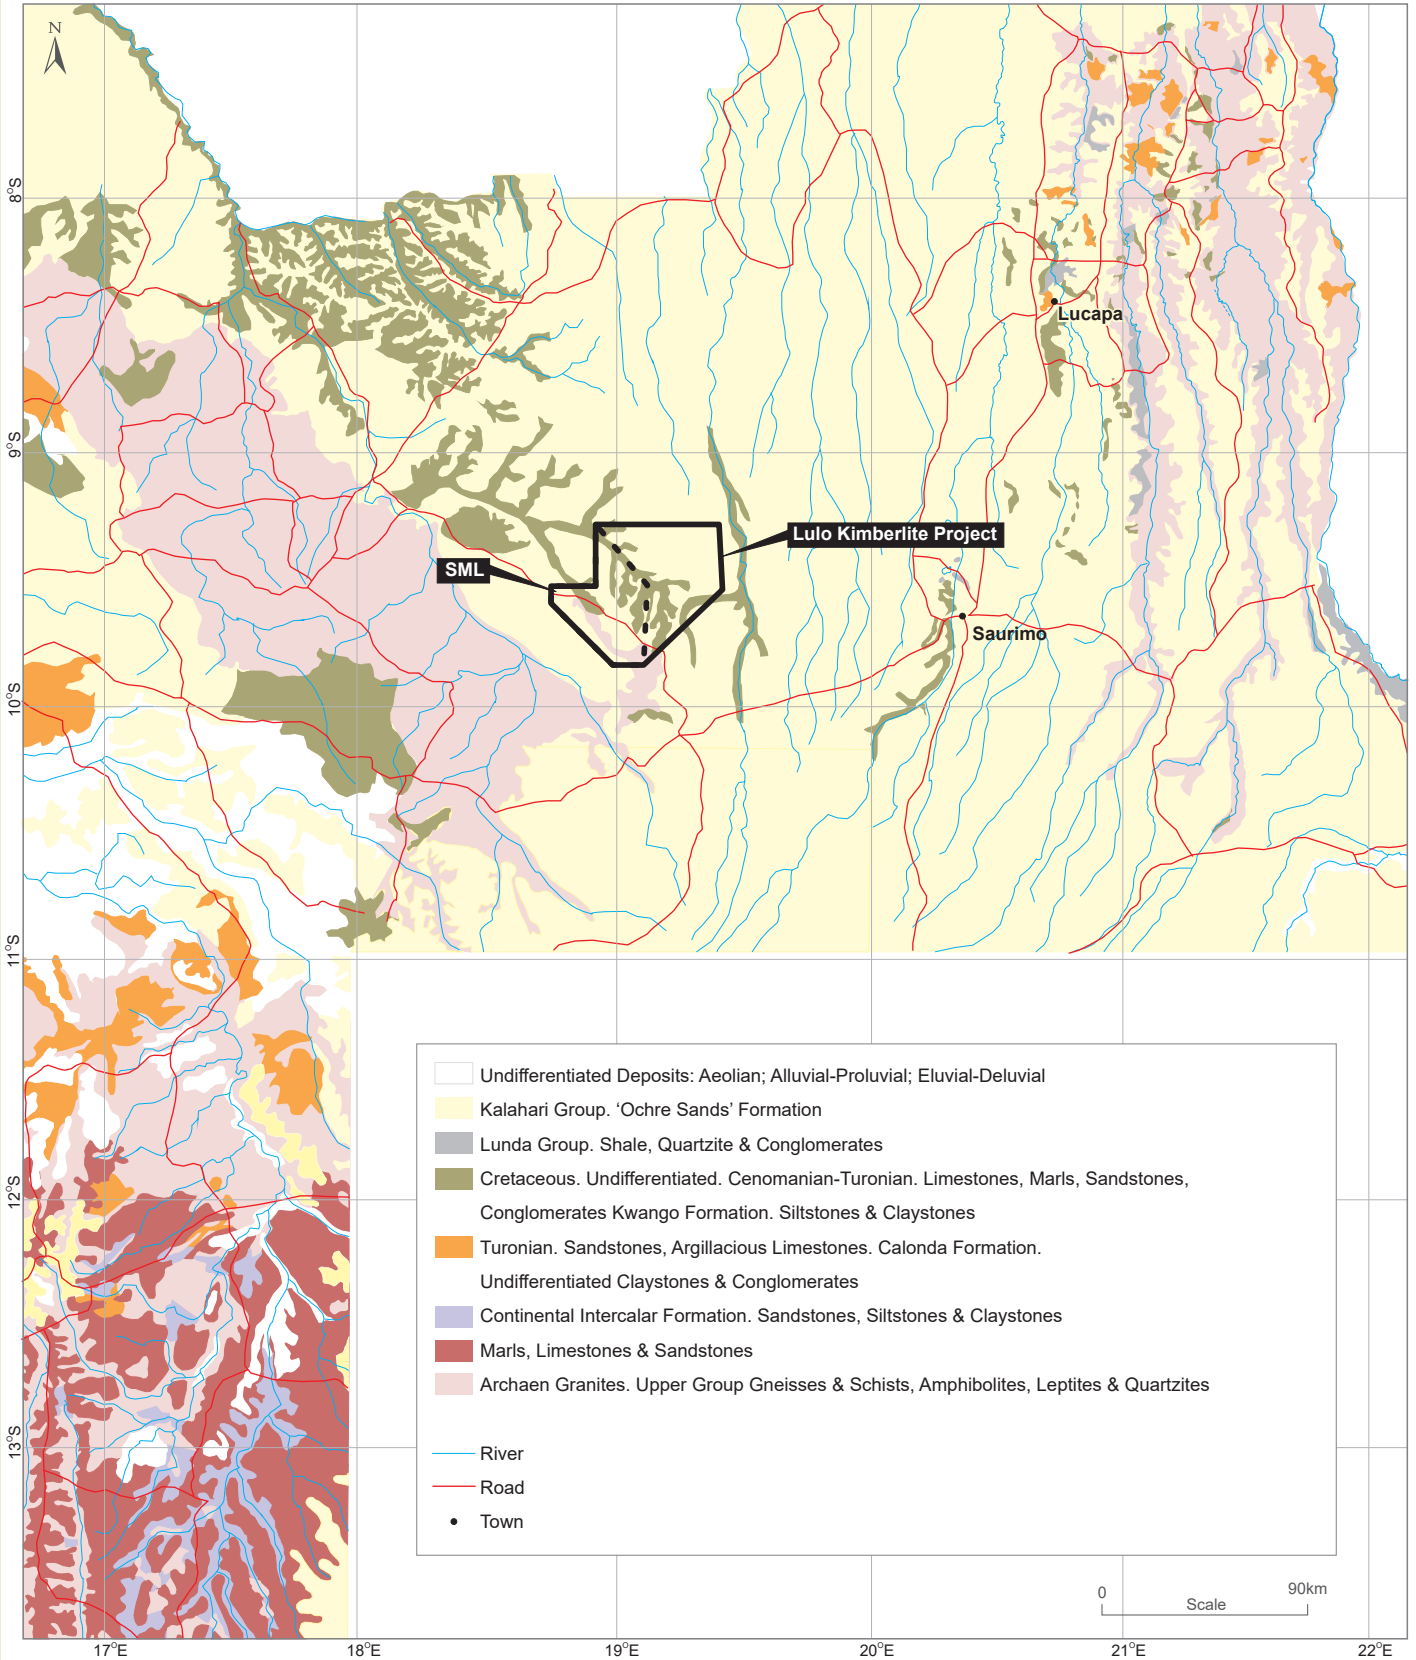 N
8°S
Lucapa
9°S
Lulo Kimberlite Project
SML
Saurimo
10°S
11°S
Undifferentiated Deposits: Aeolian; Alluvial-Proluvial; Eluvial-Deluvial
Kalahari Group. ‘Ochre Sands’ Formation
Lunda Group. Shale, Quartzite & Conglomerates
Cretaceous. Undifferentiated. Cenomanian-Turonian. Limestones, Marls, Sandstones,
Conglomerates Kwango Formation. Siltstones & Claystones
12°S
Turonian. Sandstones, Argillacious Limestones. Calonda Formation.
Undifferentiated Claystones & Conglomerates
Continental Intercalar Formation. Sandstones, Siltstones & Claystones
Marls, Limestones & Sandstones
Archaen Granites. Upper Group Gneisses & Schists, Amphibolites, Leptites & Quartzites
13°S
River
Road
Town
0 90km
Scale
17°E 18°E 19°E 20°E 21°E 22°E